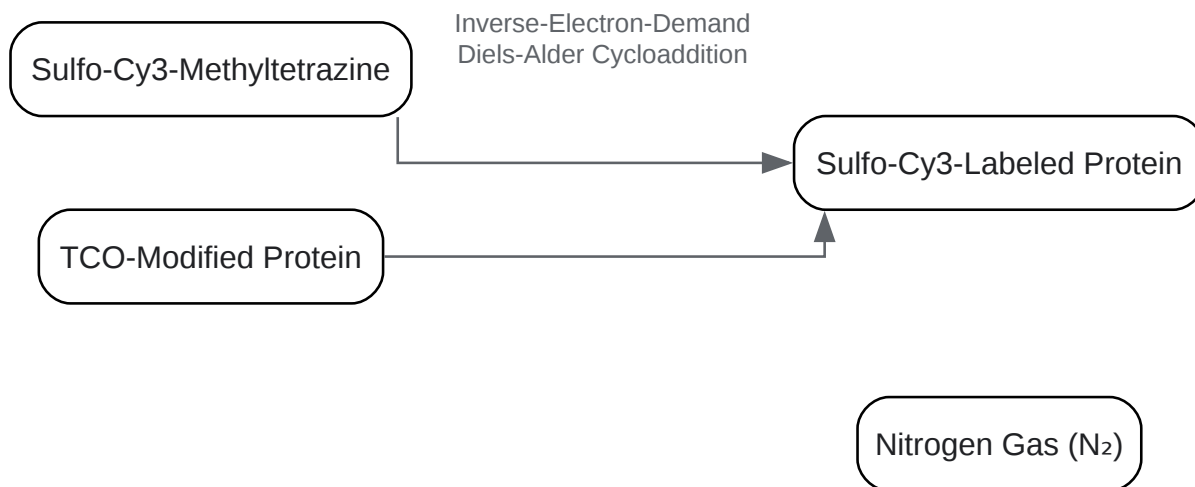 Inverse-Electron-Demand
Diels-Alder Cycloaddition
Sulfo-Cy3-Methyltetrazine
Sulfo-Cy3-Labeled Protein
TCO-Modified Protein
Nitrogen Gas (N₂)